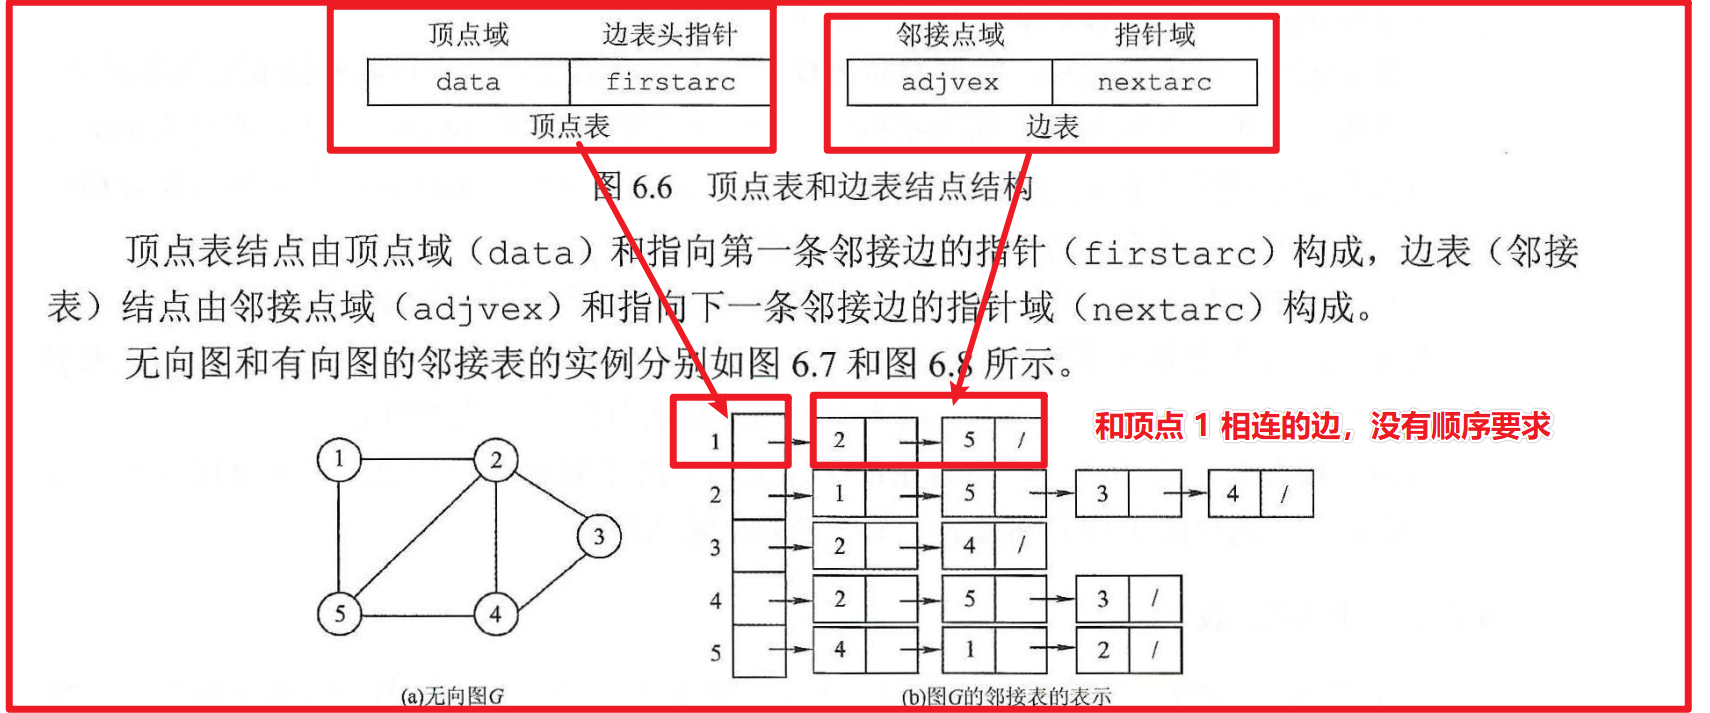 顶点域 边表头指针 邻接点域 指针域
data firstarc adjvex nextarc
顶点表 边表
图 6.6 顶点表和边表结点结构
顶点表结点由顶点域（data）和指向第一条邻接边的指针（firstarc）构成，边表（邻接
表）结点由邻接点域（adjvex）和指向下一条邻接边的指针域（nextarc）构成。
无向图和有向图的邻接表的实例分别如图 6.7 和图 6.8 所示。
1 2
3
5 4
(a)无向图G
1 2 5 /
和顶点 1 相连的边，没有顺序要求
2 1 5 3 4 /
3 2 4 /
4 2 5 3 /
5 4 1 2 /
(b)图G的邻接表的表示